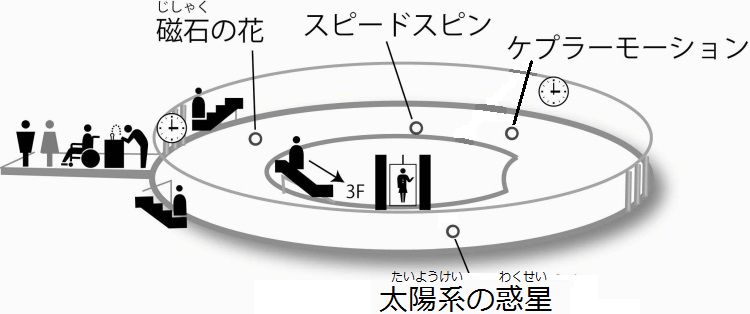 じしゃく
磁石の花
スピードスピン
ケプラーモーション
3F
たいようけい わくせい
太陽系の惑星